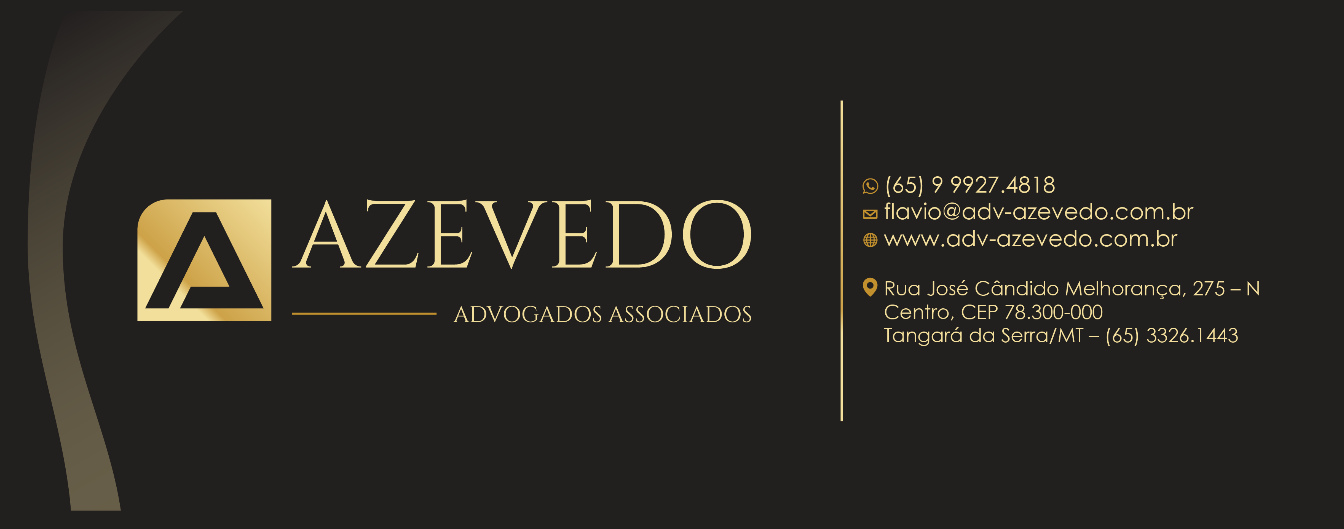 AZEVEDO
ADVOGADOS ASSOCIADOS
(65) 9 9927.4818
flavio@adv-azevedo.com.br
www.adv-azevedo.com.br
Rua José Cândido Melhorança, 275 – N
Centro, CEP 78.300-000
Tangará da Serra/MT – (65) 3326.1443